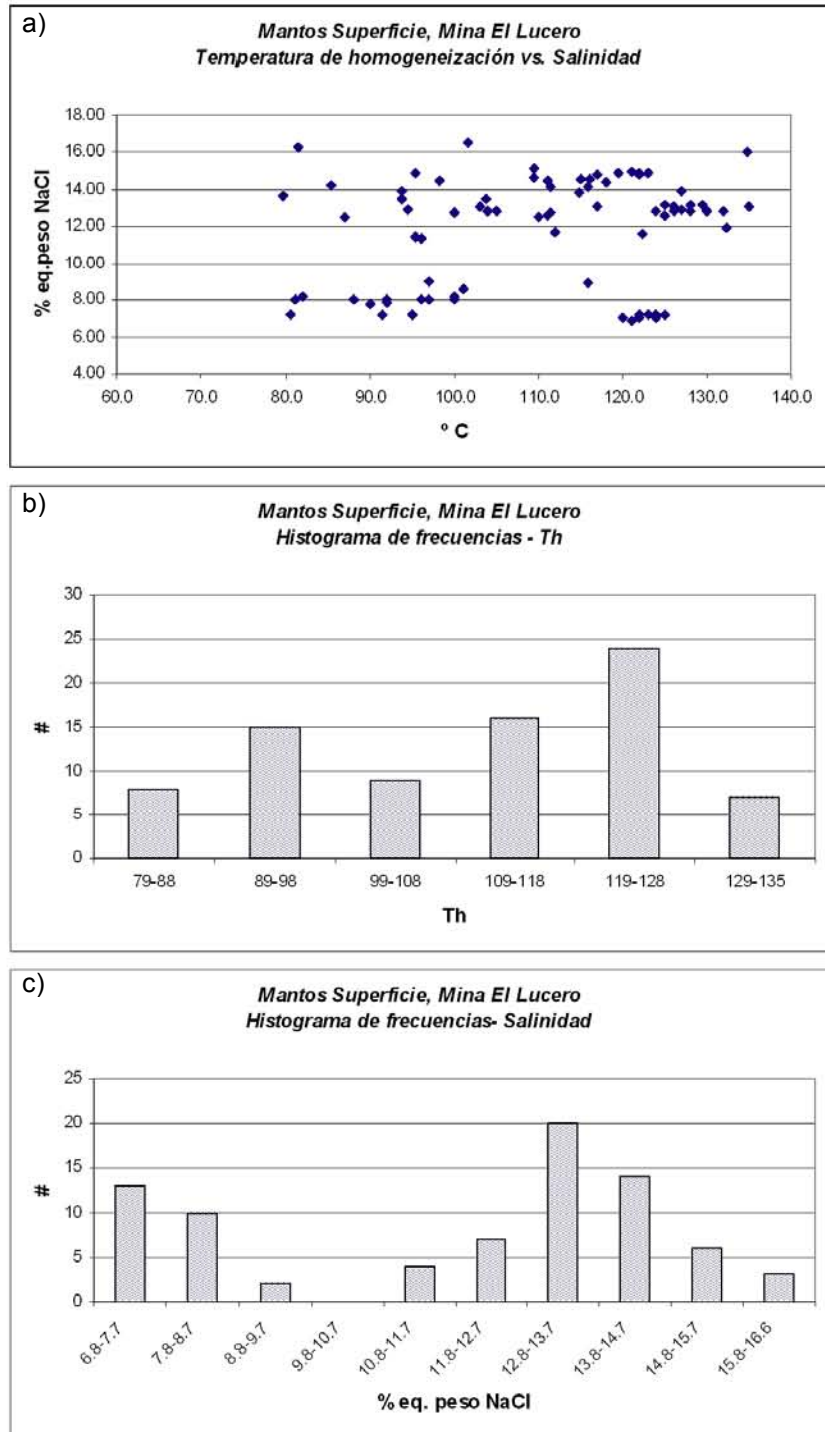 a)
Mantos Superficie, Mina El Lucero
Temperatura de homogeneización vs. Salinidad
18.00
16.00
14.00
12.00
10.00
8.00
6.00
4.00
% eq.peso NaCl
60.0 70.0 80.0 90.0 100.0 110.0 120.0 130.0 140.0
º C
b)
Mantos Superficie, Mina El Lucero
Histograma de frecuencias - Th
30
25
20
15
10
5
0
#
79-88 89-98 99-108 109-118 119-128 129-135
Th
c)
Mantos Superficie, Mina El Lucero
Histograma de frecuencias- Salinidad
25
20
15
10
5
0
#
6.8-7.7 7.8-8.7 8.8-9.7 9.8-10.7 10.8-11.7 11.8-12.7 12.8-13.7 13.8-14.7 14.8-15.7 15.8-16.6
% eq. peso NaCl